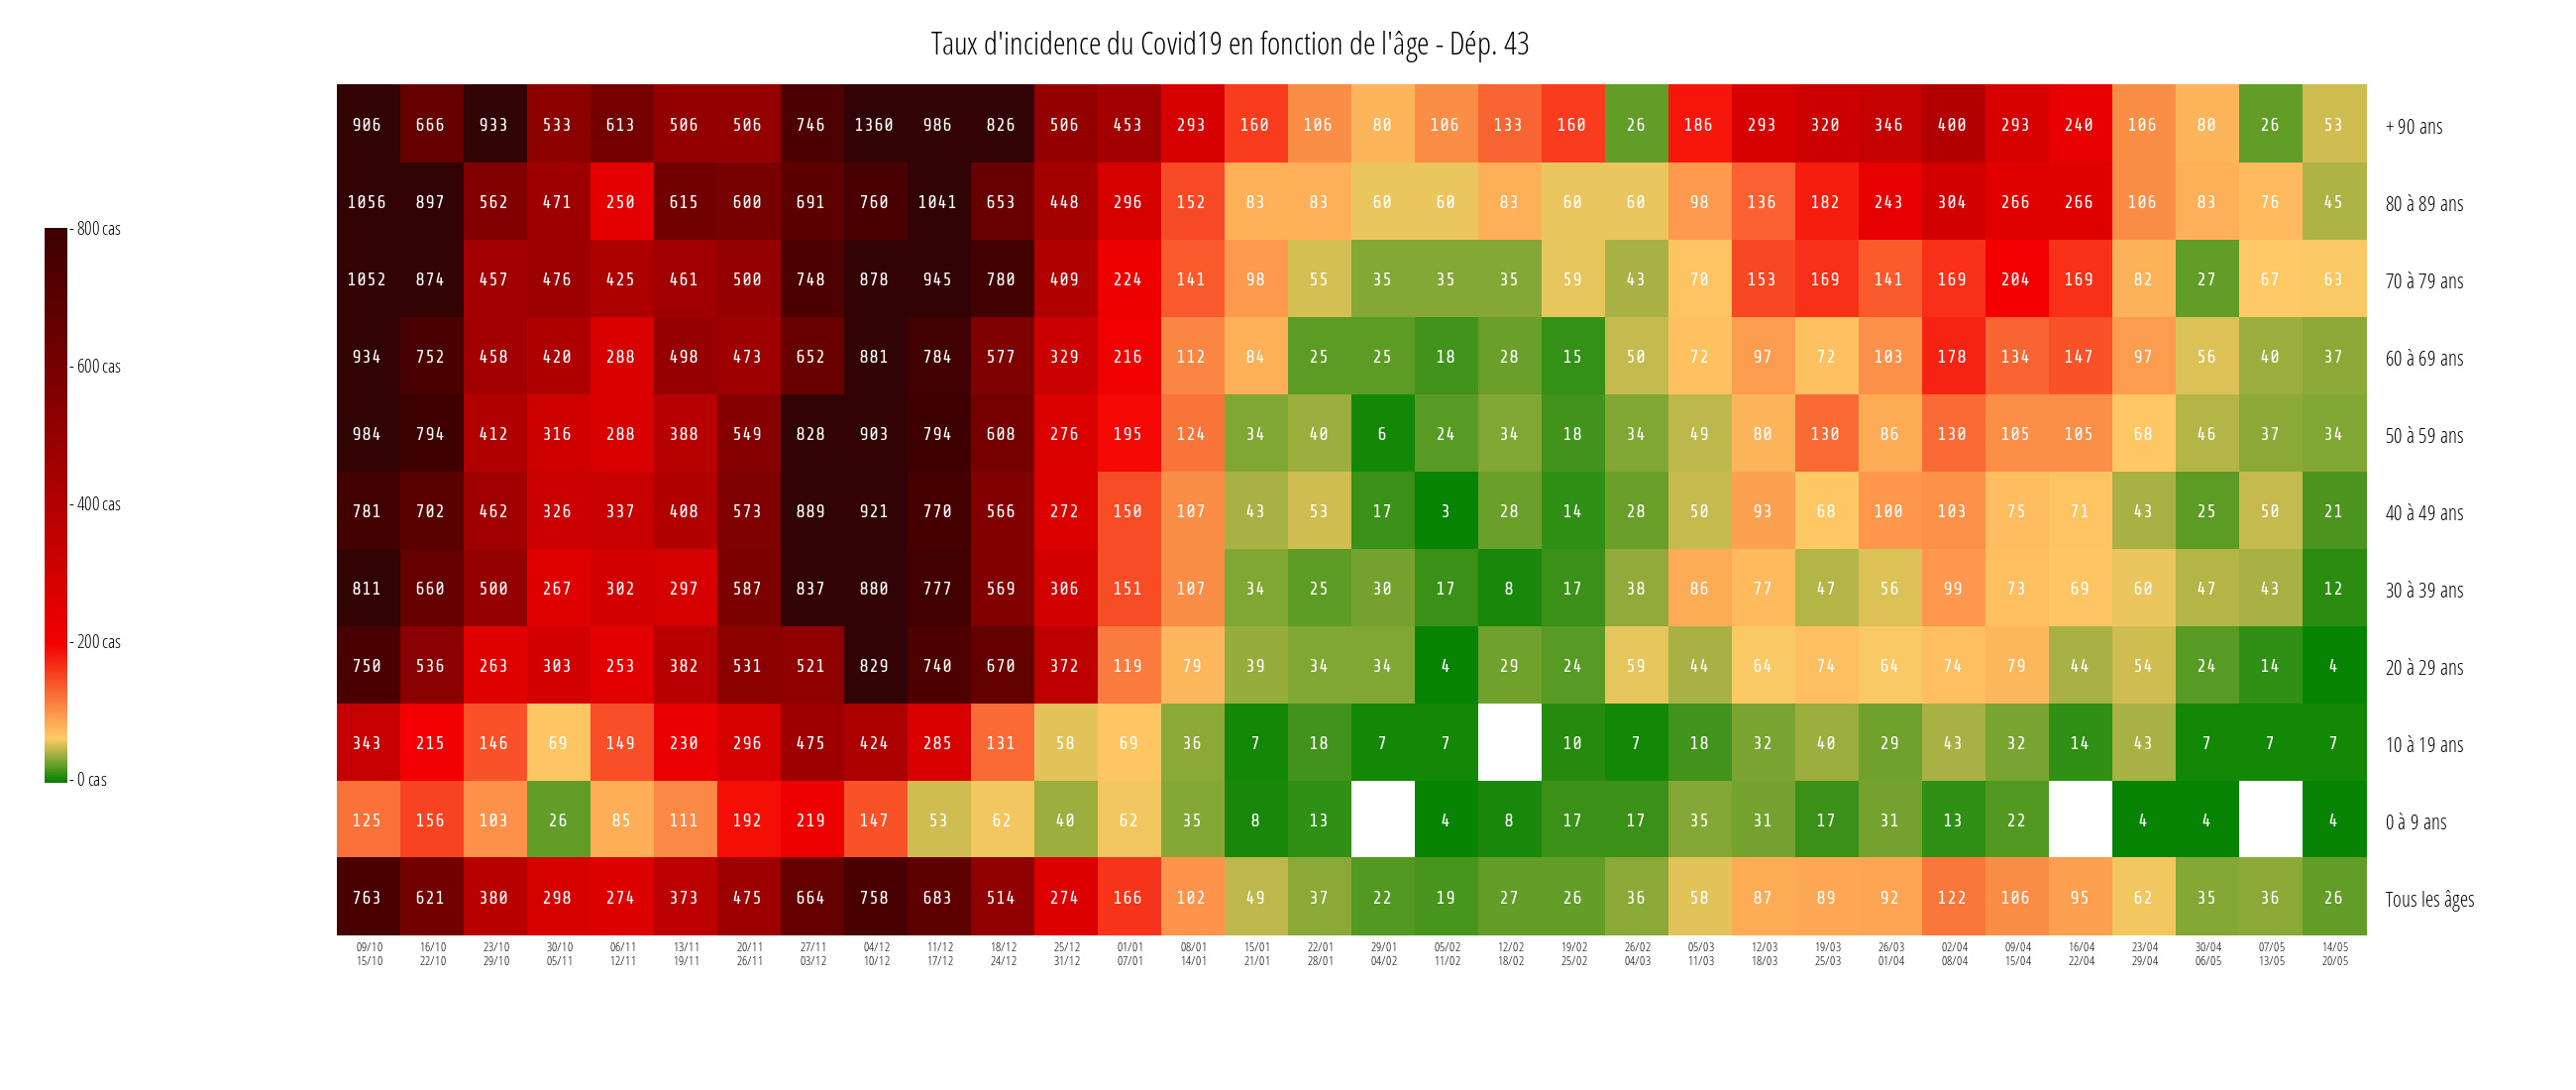 Taux d'incidence du Covid19 en fonction de l'âge - Dép. 43
906 666 933 533 613 506 506 746 1360 986 826 506 453 293 160 106 80 106 133 160 26 186 293 320 346 400 293 240 106 80 26 53 + 90 ans
1056 897 562 471 250 615 600 691 760 1041 653 448 296 152 83 83 60 60 83 60 60 98 136 182 243 304 266 266 106 83 76 45 80 à 89 ans
- 800 cas
1052 874 457 476 425 461 500 748 878 945 780 409 224 141 98 55 35 35 35 59 43 70 153 169 141 169 204 169 82 27 67 63 70 à 79 ans
934 752 458 420 288 498 473 652 881 784 577 329 216 112 84 25 25 18 28 15 50 72 97 72 103 178 134 147 97 56 40 37 60 à 69 ans
- 600 cas
984 794 412 316 288 388 549 828 903 794 608 276 195 124 34 40 6 24 34 18 34 49 80 130 86 130 105 105 68 46 37 34 50 à 59 ans
- 400 cas
781 702 462 326 337 408 573 889 921 770 566 272 150 107 43 53 17 3 28 14 28 50 93 68 100 103 75 71 43 25 50 21 40 à 49 ans
811 660 500 267 302 297 587 837 880 777 569 306 151 107 34 25 30 17 8 17 38 86 77 47 56 99 73 69 60 47 43 12 30 à 39 ans
- 200 cas
750 536 263 303 253 382 531 521 829 740 670 372 119 79 39 34 34 4 29 24 59 44 64 74 64 74 79 44 54 24 14 4 20 à 29 ans
343 215 146 69 149 230 296 475 424 285 131 58 69 36 7 18 7 7 10 7 18 32 40 29 43 32 14 43 7 7 7 10 à 19 ans
- 0 cas
125 156 103 26 85 111 192 219 147 53 62 40 62 35 8 13 4 8 17 17 35 31 17 31 13 22 4 4 4 0 à 9 ans
763 621 380 298 274 373 475 664 758 683 514 274 166 102 49 37 22 19 27 26 36 58 87 89 92 122 106 95 62 35 36 26 Tous les âges
09/10 16/10 23/10 30/10 06/11 13/11 20/11 27/11 04/12 11/12 18/12 25/12 01/01 08/01 15/01 22/01 29/01 05/02 12/02 19/02 26/02 05/03 12/03 19/03 26/03 02/04 09/04 16/04 23/04 30/04 07/05 14/05
15/10 22/10 29/10 05/11 12/11 19/11 26/11 03/12 10/12 17/12 24/12 31/12 07/01 14/01 21/01 28/01 04/02 11/02 18/02 25/02 04/03 11/03 18/03 25/03 01/04 08/04 15/04 22/04 29/04 06/05 13/05 20/05